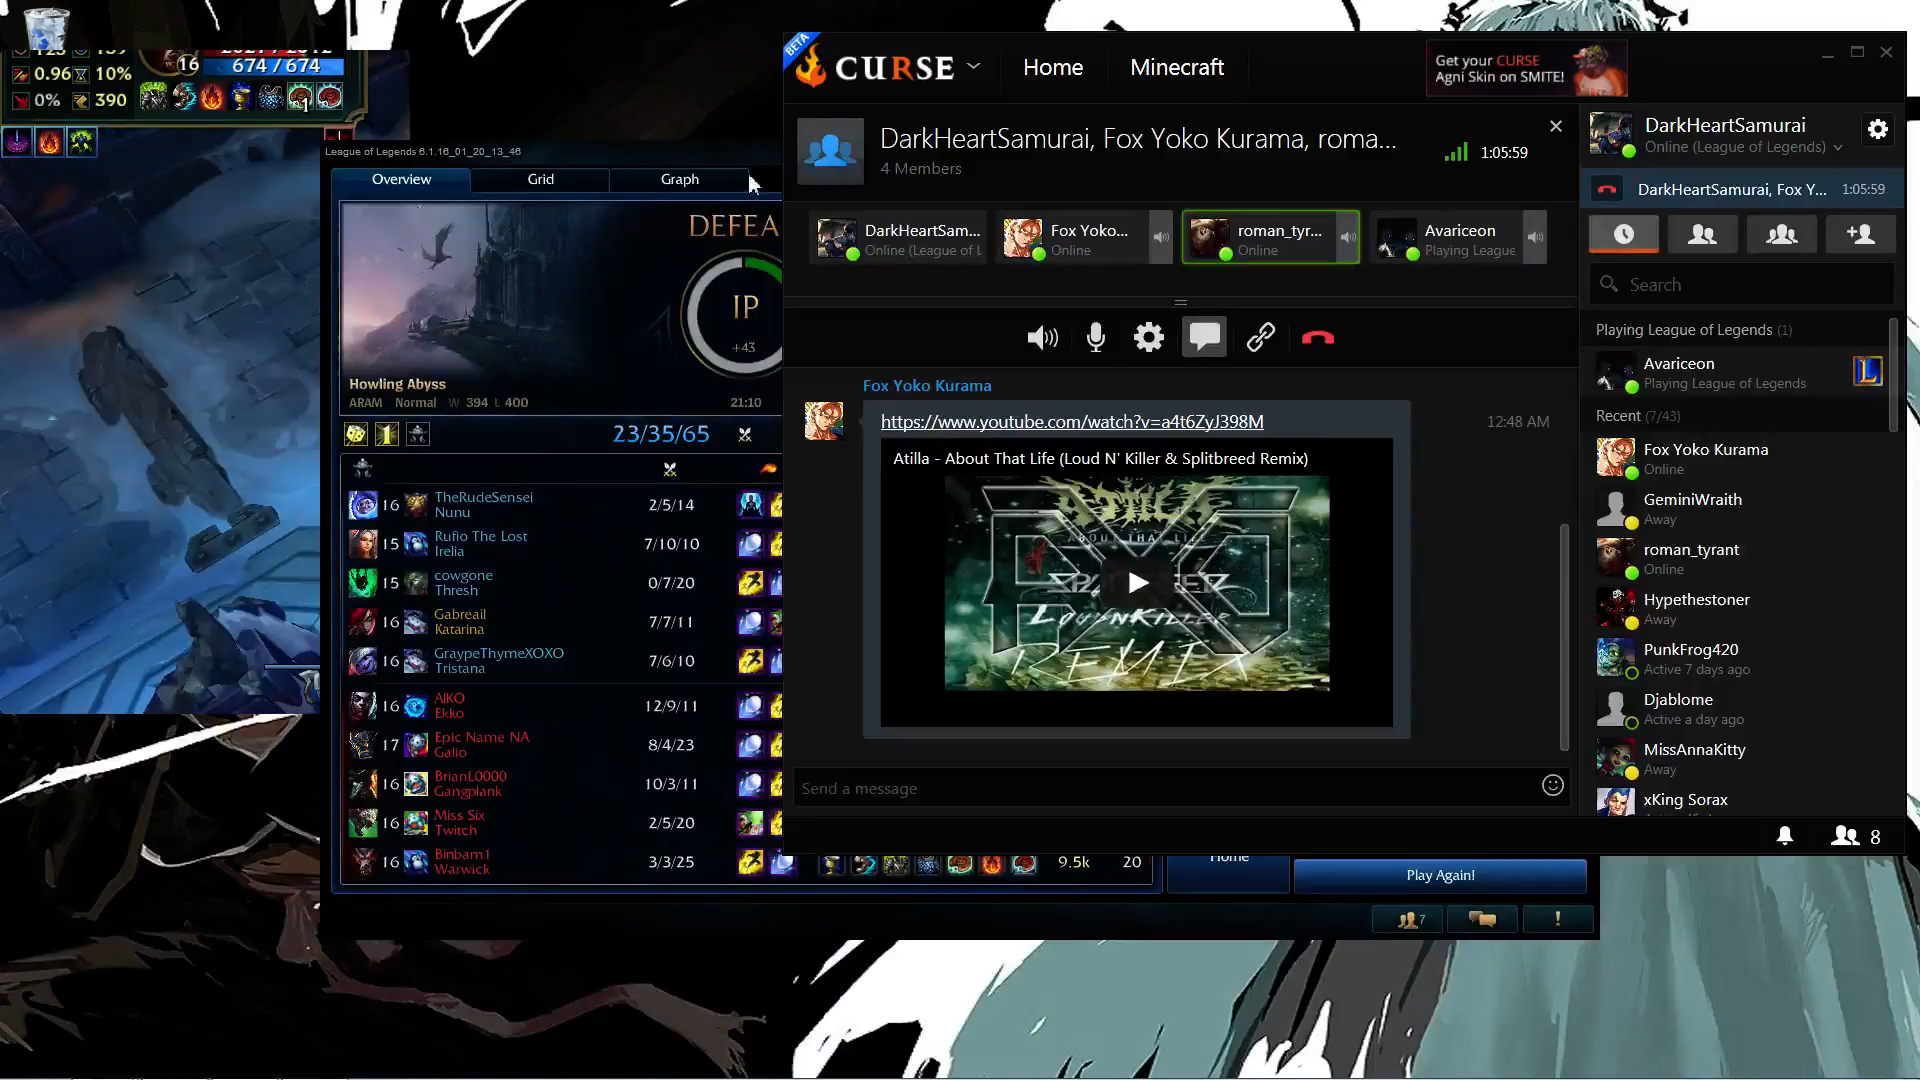 16
674 / 674
0.96 10%
0% 390
1
BETA
CURSE
Home
Minecraft
Get your CURSE
Agni Skin on SMITE!
League of Legends 6.1.16_01_20_13_46
Overview
Grid
Graph
DEFEA
IP
+43
Howling Abyss
ARAM Normal W 394 L 400
21:10
23/35/65
16 TheRudeSensei
Nunu
2/5/14
15 Rufio The Lost
Irelia
7/10/10
15 cowgone
Thresh
0/7/20
16 Gabreail
Katarina
7/7/11
16 GraypeThymeXOXO
Tristana
7/6/10
16 AIKO
Ekko
12/9/11
17 Epic Name NA
Galio
8/4/23
16 BrianL0000
Gangplank
10/3/11
16 Miss Six
Twitch
2/5/20
16 Binbam1
Warwick
3/3/25
9.5k 20
Home
Play Again!
7
!
DarkHeartSamurai, Fox Yoko Kurama, roma...
4 Members
1:05:59
DarkHeartSam...
Online (League of L
Fox Yoko...
Online
roman_tyr...
Online
Avariceon
Playing League
Fox Yoko Kurama
https://www.youtube.com/watch?v=a4t6ZyJ398M
12:48 AM
Atilla - About That Life (Loud N' Killer & Splitbreed Remix)
ABOUT THAT LIFE
REMIX
Send a message
DarkHeartSamurai
Online (League of Legends)
DarkHeartSamurai, Fox Y...
1:05:59
Search
Playing League of Legends (1)
Avariceon
Playing League of Legends
L
Recent (7/43)
Fox Yoko Kurama
Online
GeminiWraith
Away
roman_tyrant
Online
Hypethestoner
Away
PunkFrog420
Active 7 days ago
Djablome
Active a day ago
MissAnnaKitty
Away
xKing Sorax
8